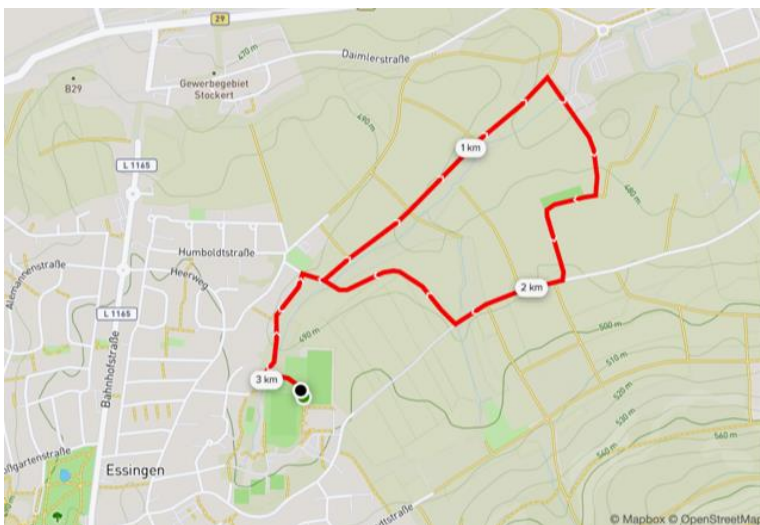 29
Daimlerstraße
470 m
B29
Gewerbegebiet
Stockert
490 m
L 1165
1 km
480 m
Humboldtstraße
Alemannenstraße
Heerweg
2 km
L 1165
490 m
500 m
Bahnhofstraße
510 m
3 km
520 m
530 m
540 m
560 m
Essingen
© Mapbox © OpenStreetMap